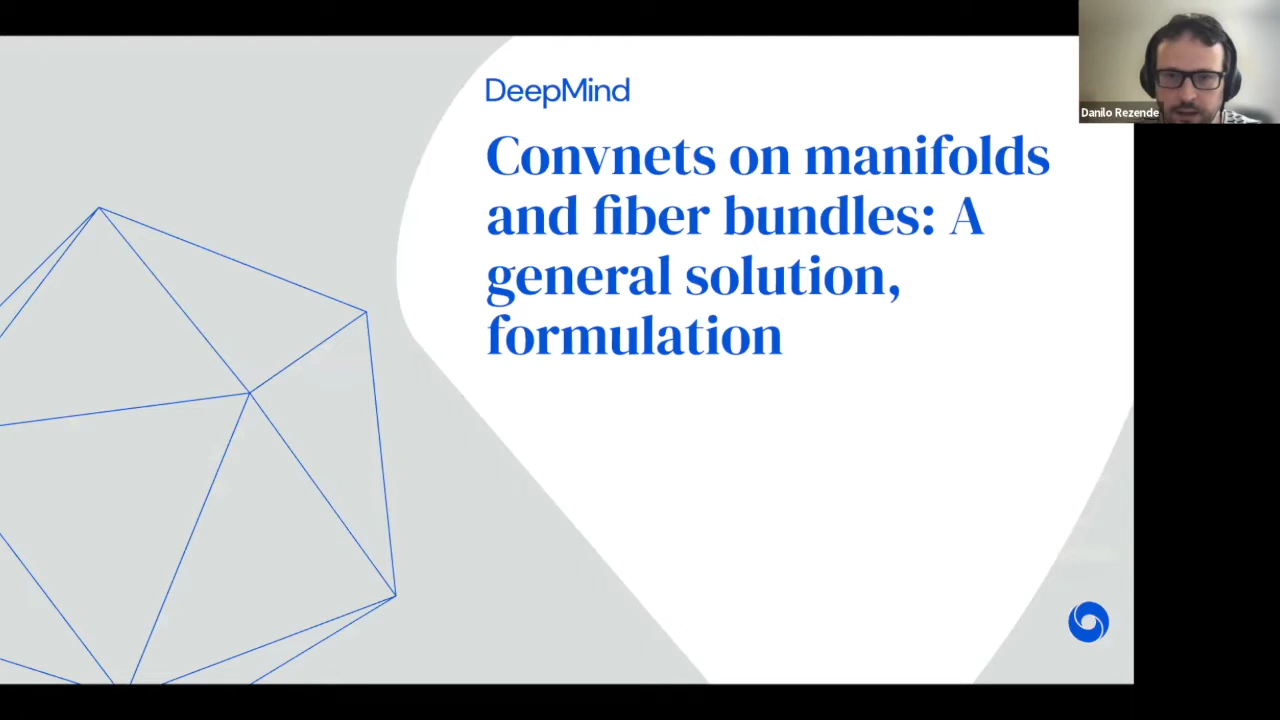 DeepMind
Convnets on manifolds
and fiber bundles: A
general solution,
formulation
Danilo Rezende